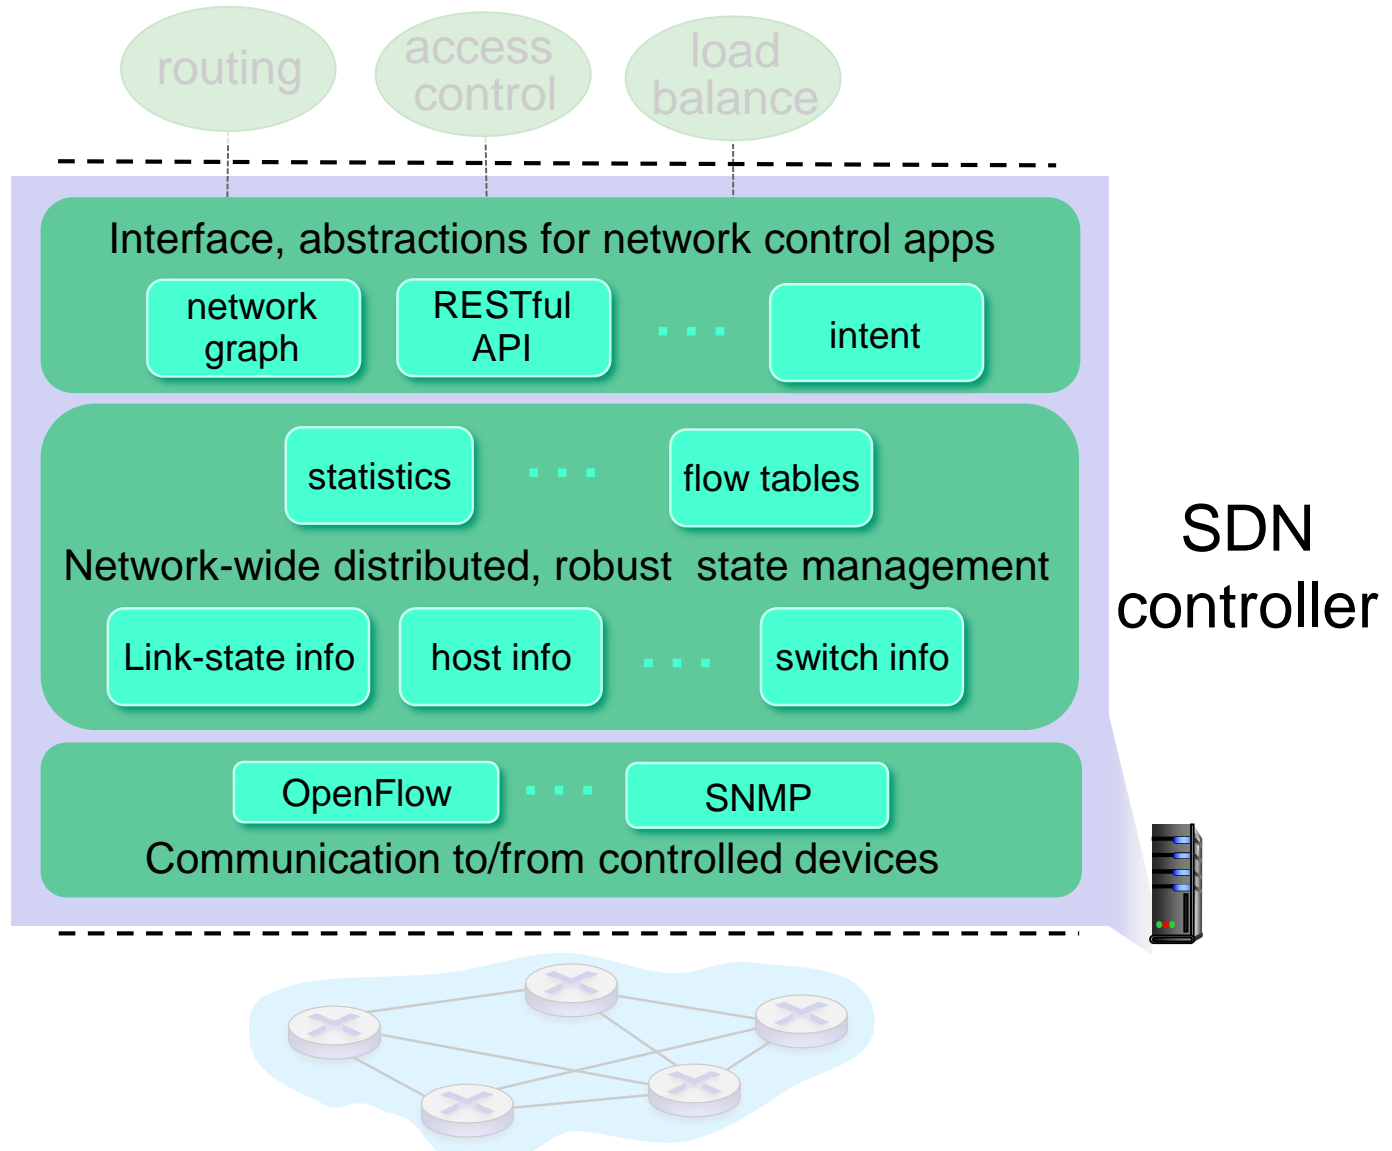 routing
access
control
load
balance
Interface, abstractions for network control apps
network
graph
RESTful
API
. . .
intent
statistics
. . .
flow tables
Network-wide distributed, robust  state management
Link-state info
host info
. . .
switch info
SDN
controller
OpenFlow
. . .
SNMP
Communication to/from controlled devices